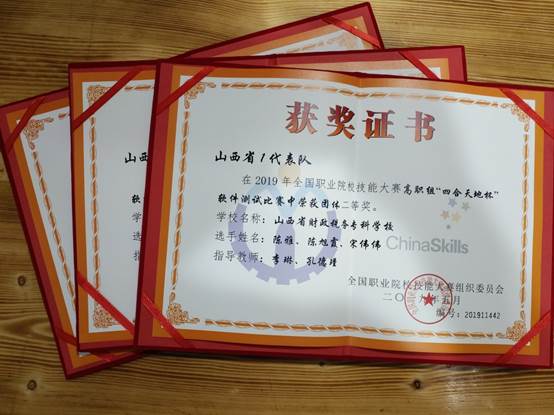 获奖证书
山西省1代表队
在2019年全国职业院校技能大赛高职组“四合天地杯”
软件测试比赛中荣获团体二等奖。
学校名称：山西省财政税务专科学校
选手姓名：陈雅、陈旭霞、宋伟伟
指导教师：李琳、孔德瑾
ChinaSkills
全国职业院校技能大赛组织委员会
二〇一九年五月
编号：201911442
山
软
学
选
指